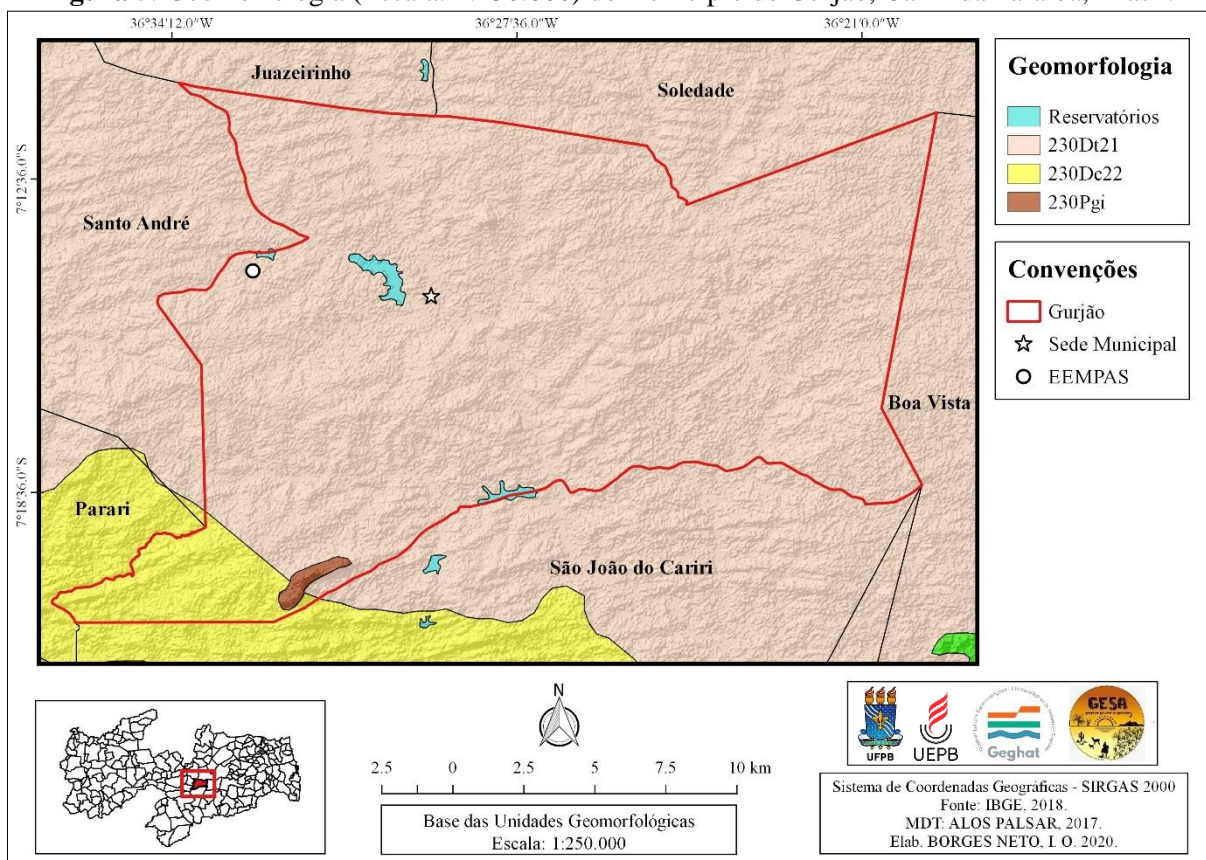 36°34'12.0"W
36°27'36.0"W
36°21'0.0"W
7°12'36.0"S
7°18'36.0"S
Juazeirinho
Soledade
Santo André
Boa Vista
Parari
São João do Cariri
Geomorfologia
Reservatórios
230Dt21
230Dc22
230Pgi
Convenções
Gurjão
Sede Municipal
EEMPAS
N
2.5 0 2.5 5 7.5 10 km
Base das Unidades Geomorfológicas
Escala: 1:250.000
UFPB
UEPB
Geghat
GESA
Sistema de Coordenadas Geográficas - SIRGAS 2000
Fonte: IBGE, 2018.
MDT: ALOS PALSAR, 2017.
Elab. BORGES NETO, I. O. 2020.